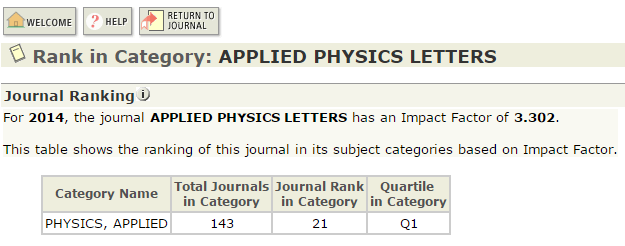 WELCOME ? HELP RETURN TO
JOURNAL
Rank in Category: APPLIED PHYSICS LETTERS
Journal Ranking i
For 2014, the journal APPLIED PHYSICS LETTERS has an Impact Factor of 3.302.
This table shows the ranking of this journal in its subject categories based on Impact Factor.
Category Name Total Journals in Category Journal Rank in Category Quartile in Category
PHYSICS, APPLIED 143 21 Q1